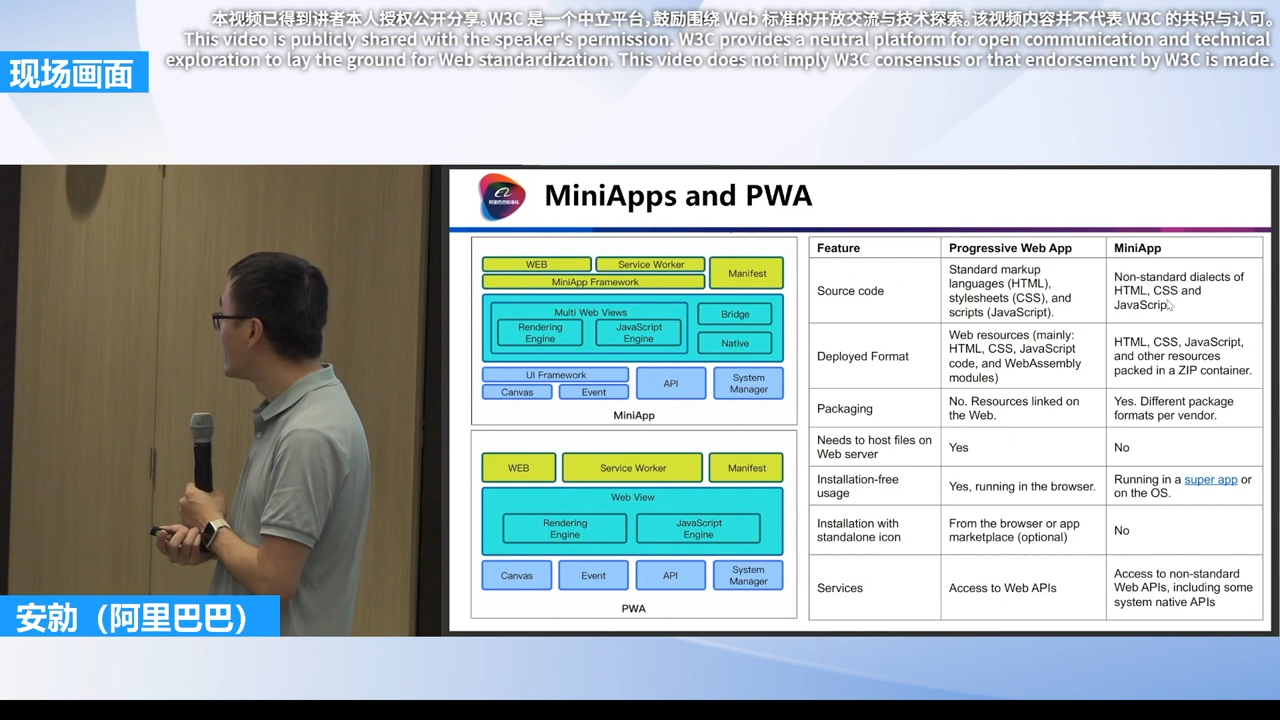 本视频已得到讲者本人授权公开分享。W3C 是一个中立平台，鼓励围绕 Web 标准的开放交流与技术探索。该视频内容并不代表 W3C 的共识与认可。
This video is publicly shared with the speaker's permission. W3C provides a neutral platform for open communication and technical
exploration to lay the ground for Web standardization. This video does not imply W3C consensus or that endorsement by W3C is made.
现场画面
阿里巴巴标准化
MiniApps and PWA
WEB
Service Worker
Manifest
MiniApp Framework
Multi Web Views
Rendering
Engine
JavaScript
Engine
Bridge
Native
UI Framework
Canvas
Event
API
System
Manager
MiniApp
WEB
Service Worker
Manifest
Web View
Rendering
Engine
JavaScript
Engine
Canvas
Event
API
System
Manager
PWA
Feature
Progressive Web App
MiniApp
Source code
Standard markup
languages (HTML),
stylesheets (CSS), and
scripts (JavaScript).
Non-standard dialects of
HTML, CSS and
JavaScript.
Deployed Format
Web resources (mainly:
HTML, CSS, JavaScript
code, and WebAssembly
modules)
HTML, CSS, JavaScript,
and other resources
packed in a ZIP container.
Packaging
No. Resources linked on
the Web.
Yes. Different package
formats per vendor.
Needs to host files on
Web server
Yes
No
Installation-free
usage
Yes, running in the browser.
Running in a super app or
on the OS.
Installation with
standalone icon
From the browser or app
marketplace (optional)
No
Services
Access to Web APIs
Access to non-standard
Web APIs, including some
system native APIs
安勍（阿里巴巴）